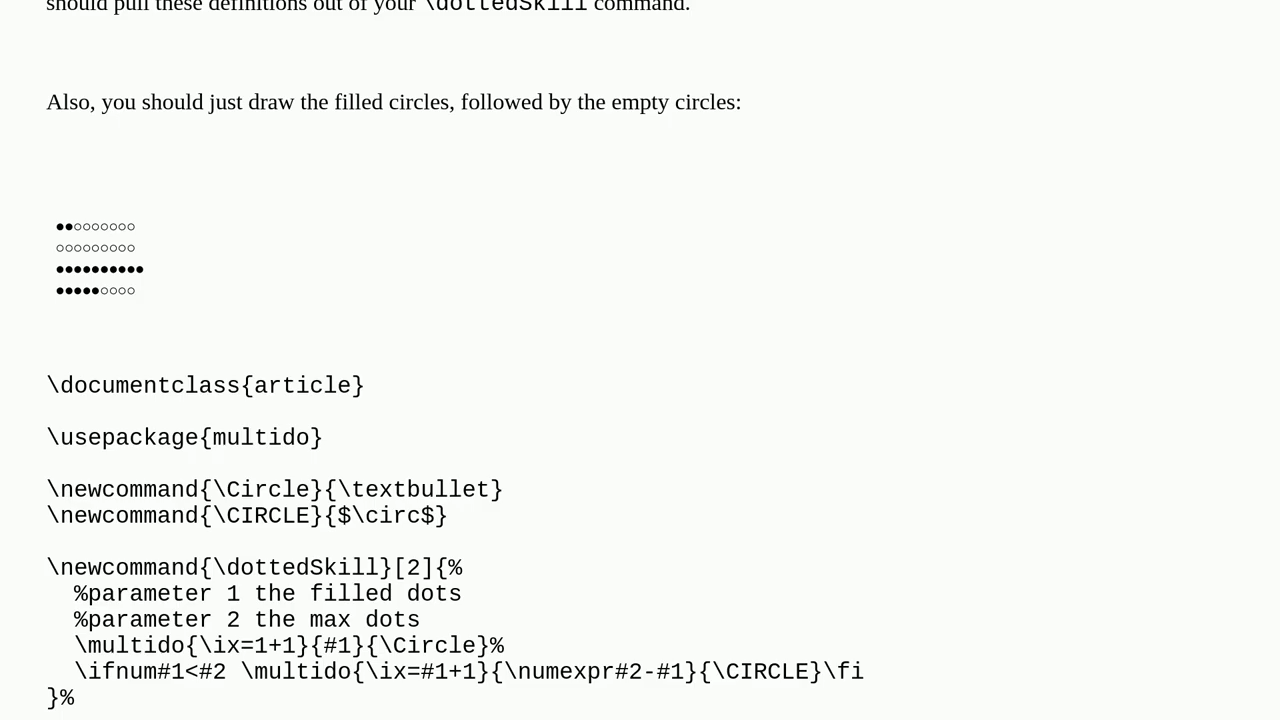 should pull these definitions out of your \dottedSkill command.
Also, you should just draw the filled circles, followed by the empty circles:
●●○○○○○○○
○○○○○○○○○
●●●●●●●●●●
●●●●●○○○○
\documentclass{article}
\usepackage{multido}
\newcommand{\Circle}{\textbullet}
\newcommand{\CIRCLE}{$\circ$}
\newcommand{\dottedSkill}[2]{%
  %parameter 1 the filled dots
  %parameter 2 the max dots
  \multido{\ix=1+1}{#1}{\Circle}%
  \ifnum#1<#2 \multido{\ix=#1+1}{\numexpr#2-#1}{\CIRCLE}\fi
}%